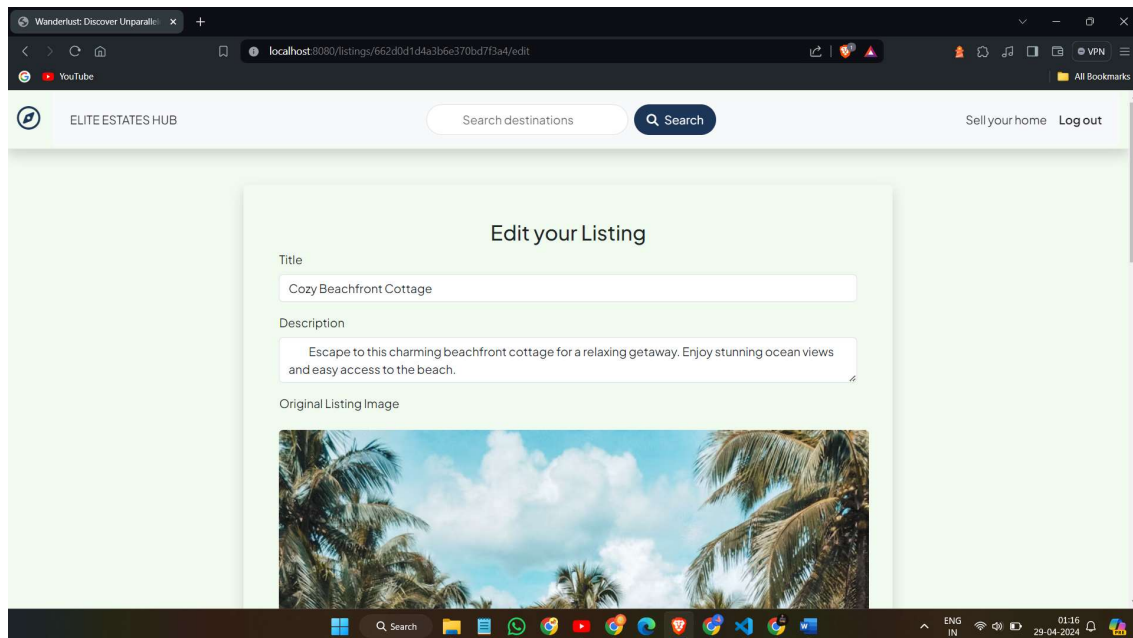 Wanderlust: Discover Unparallel
localhost:8080/listings/662d0d1d4a3b6e370bd7f3a4/edit
VPN
YouTube
All Bookmarks
ELITE ESTATES HUB
Search destinations
Search
Sell your home
Log out
Edit your Listing
Title
Cozy Beachfront Cottage
Description
Escape to this charming beachfront cottage for a relaxing getaway. Enjoy stunning ocean views
and easy access to the beach.
Original Listing Image
Search
ENG
IN
01:16
29-04-2024